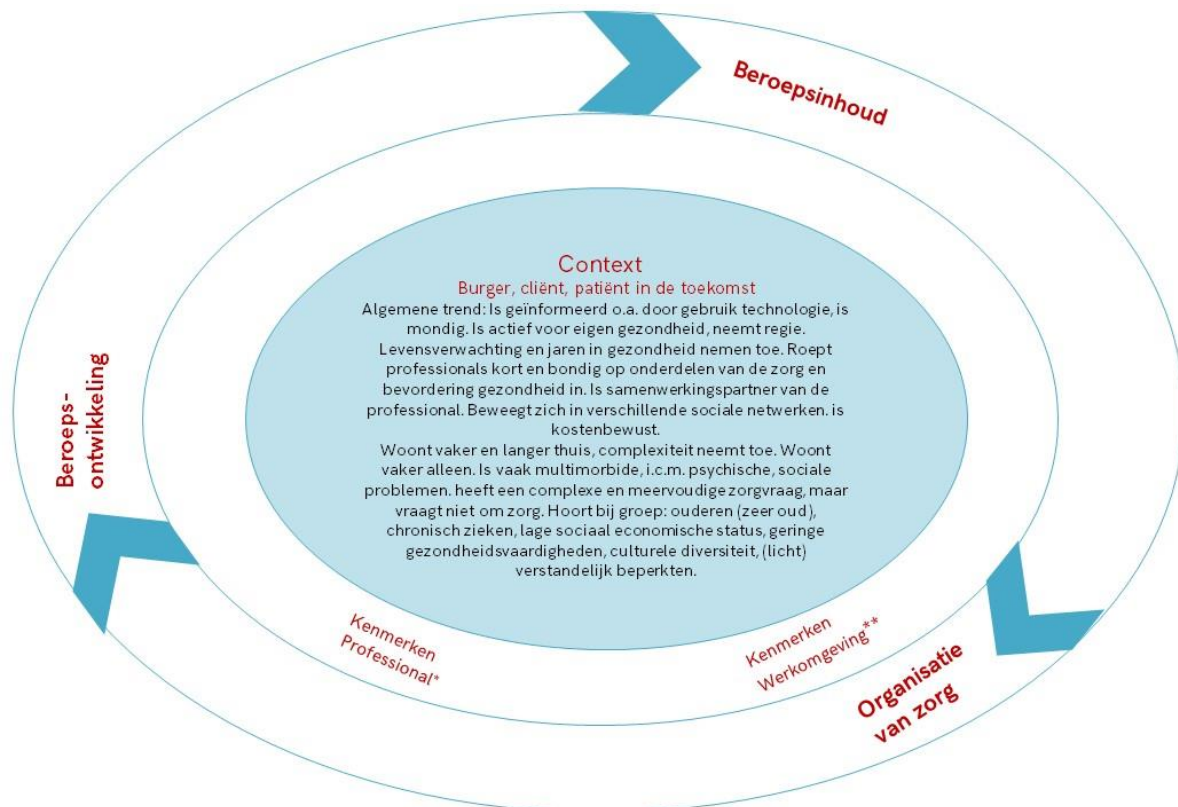 Beroepsinhoud
Context
Burger, cliënt, patiënt in de toekomst
Algemene trend: Is geïnformeerd o.a. door gebruik technologie, is
mondig. Is actief voor eigen gezondheid, neemt regie.
Levensverwachting en jaren in gezondheid nemen toe. Roept
professionals kort en bondig op onderdelen van de zorg en
bevordering gezondheid in. Is samenwerkingspartner van de
professional. Beweegt zich in verschillende sociale netwerken. is
kostenbewust.
Woont vaker en langer thuis, complexiteit neemt toe. Woont
vaker alleen. Is vaak multimorbide, i.c.m. psychische, sociale
problemen. heeft een complexe en meervoudige zorgvraag, maar
vraagt niet om zorg. Hoort bij groep: ouderen (zeer oud),
chronisch zieken, lage sociaal economische status, geringe
gezondheidsvaardigheden, culturele diversiteit, (licht)
verstandelijk beperkten.
Beroeps-
ontwikkeling
Kenmerken
Professional*
Kenmerken
Werkomgeving**
Organisatie
van zorg